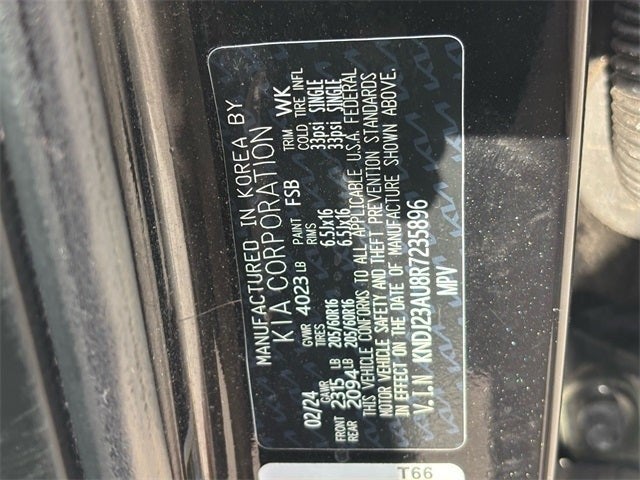 MANUFACTURED IN KOREA BY
KIA CORPORATION
02/24 GVWR 4023 LB PAINT FSB TRIM WK
GAWR TIRES RIMS COLD TIRE INFL
FRONT 2315 LB 205/60R16 6.5Jx16 33psi SINGLE
REAR 2094 LB 205/60R16 6.5Jx16 33psi SINGLE
THIS VEHICLE CONFORMS TO ALL APPLICABLE U.S.A. FEDERAL
MOTOR VEHICLE SAFETY AND THEFT PREVENTION STANDARDS
IN EFFECT ON THE DATE OF MANUFACTURE SHOWN ABOVE.
V.I.N KNDJ23AU8R7235896
MPV
T66